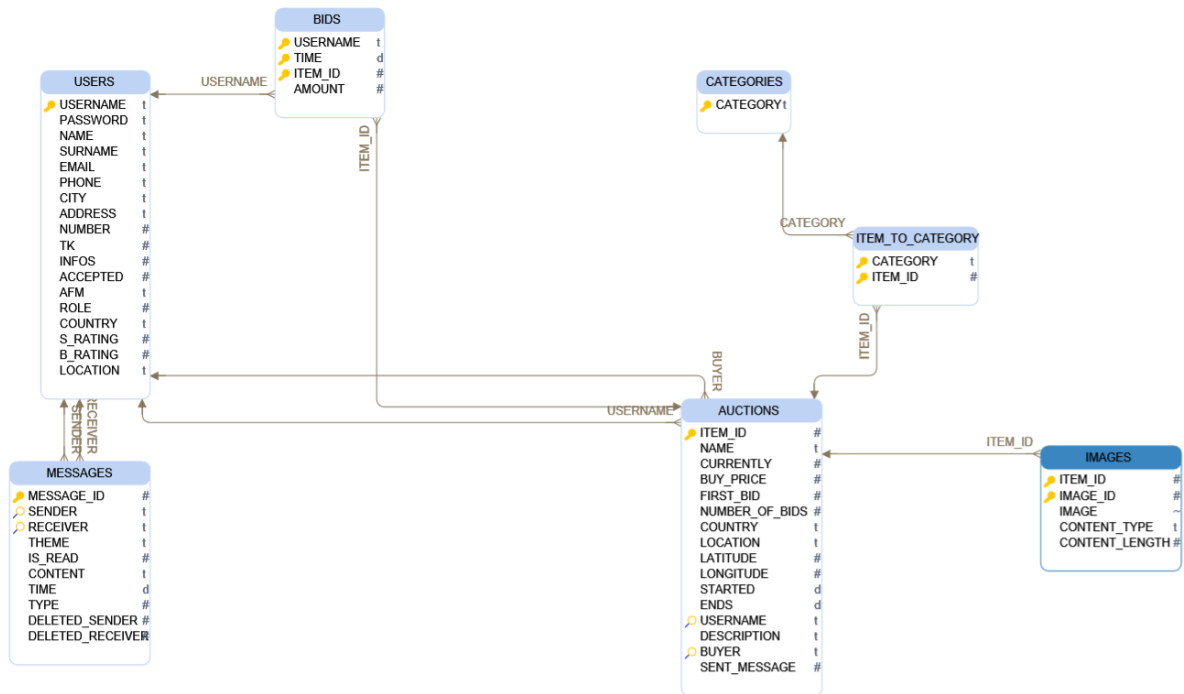 BIDS
USERNAME t
TIME d
ITEM_ID #
AMOUNT #
USERS
USERNAME t
PASSWORD t
NAME t
SURNAME t
EMAIL t
PHONE t
CITY t
ADDRESS t
NUMBER #
TK #
INFOS #
ACCEPTED #
AFM t
ROLE #
COUNTRY t
S_RATING #
B_RATING #
LOCATION t
USERNAME
ITEM_ID
CATEGORIES
CATEGORY t
CATEGORY
ITEM_TO_CATEGORY
CATEGORY t
ITEM_ID #
ITEM_ID
BUYER
USERNAME
SENDER
RECEIVER
MESSAGES
MESSAGE_ID #
SENDER t
RECEIVER t
THEME t
IS_READ #
CONTENT t
TIME d
TYPE #
DELETED_SENDER #
DELETED_RECEIVER #
AUCTIONS
ITEM_ID #
NAME t
CURRENTLY #
BUY_PRICE #
FIRST_BID #
NUMBER_OF_BIDS #
COUNTRY t
LOCATION t
LATITUDE #
LONGITUDE #
STARTED d
ENDS d
USERNAME t
DESCRIPTION t
BUYER t
SENT_MESSAGE #
ITEM_ID
IMAGES
ITEM_ID #
IMAGE_ID #
IMAGE ~
CONTENT_TYPE t
CONTENT_LENGTH #